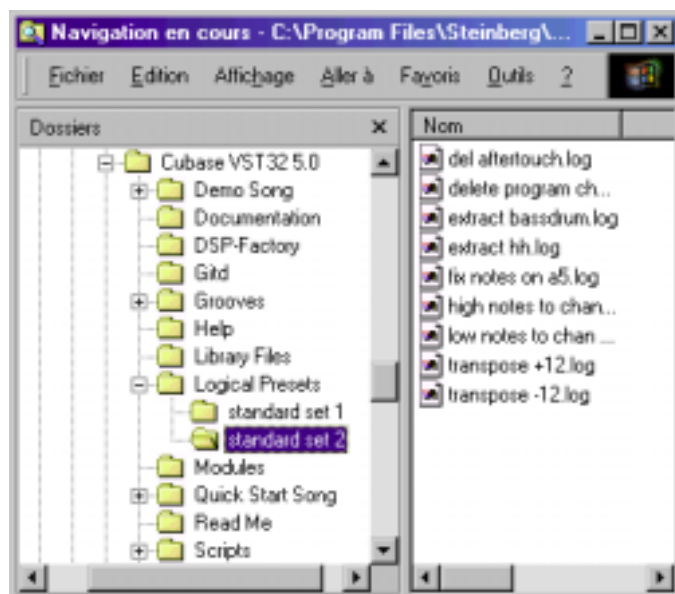 Navigation en cours - C:\Program Files\Steinberg\...
Fichier Edition Affichage Aller à Favoris Outils ?
Dossiers
Cubase VST32 5.0
Demo Song
Documentation
DSP-Factory
Gitd
Grooves
Help
Library Files
Logical Presets
standard set 1
standard set 2
Modules
Quick Start Song
Read Me
Scripts
Nom
del aftertouch.log
delete program ch...
extract bassdrum.log
extract hh.log
fix notes on a5.log
high notes to chan...
low notes to chan ...
transpose +12.log
transpose -12.log